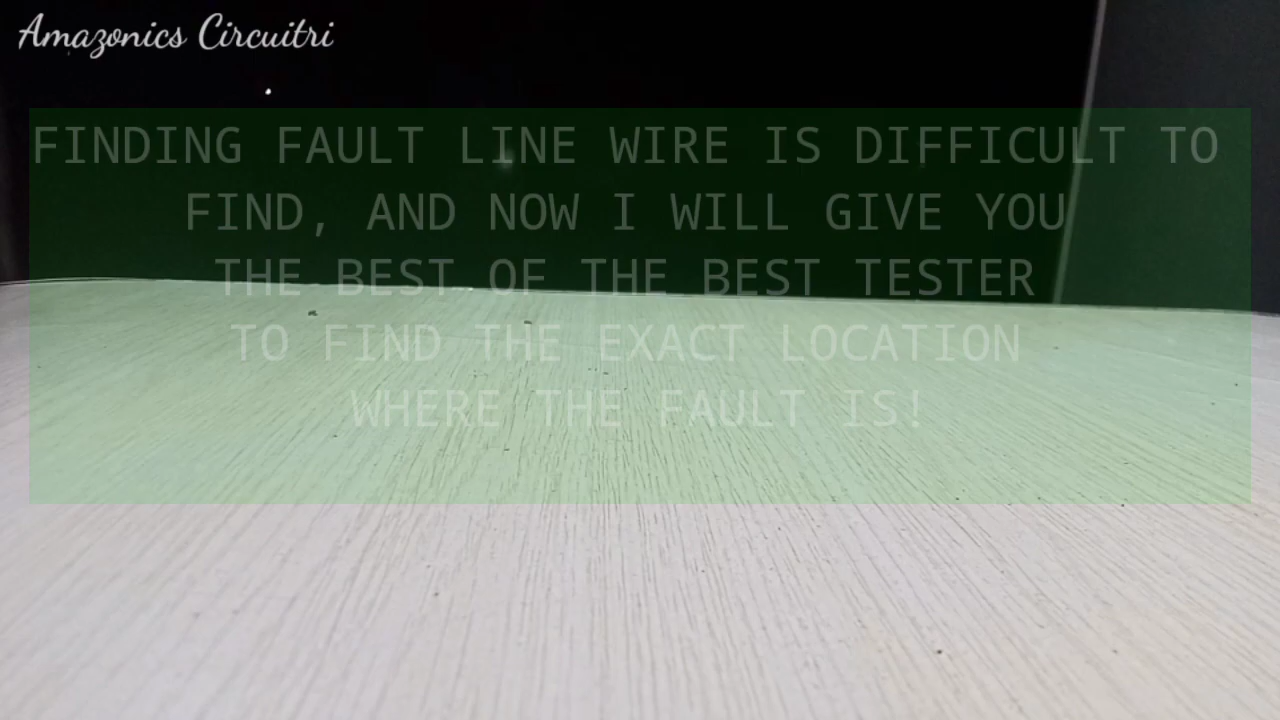 Amazonics Circuitri
FINDING FAULT LINE WIRE IS DIFFICULT TO
FIND, AND NOW I WILL GIVE YOU
THE BEST OF THE BEST TESTER
TO FIND THE EXACT LOCATION
WHERE THE FAULT IS!